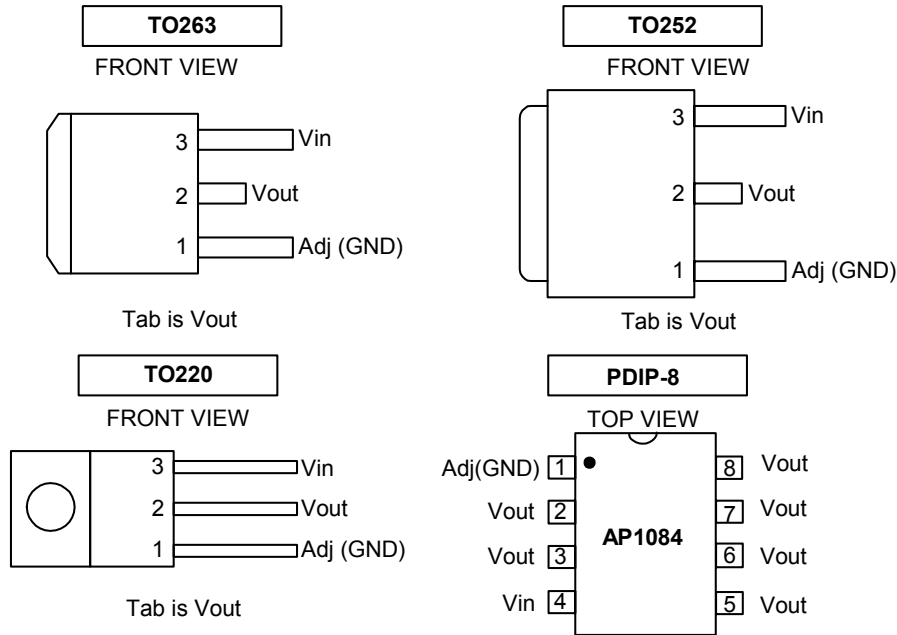 TO263
FRONT VIEW
3 Vin
2 Vout
1 Adj (GND)
Tab is Vout
TO252
FRONT VIEW
3 Vin
2 Vout
1 Adj (GND)
Tab is Vout
TO220
FRONT VIEW
3 Vin
2 Vout
1 Adj (GND)
Tab is Vout
PDIP-8
TOP VIEW
Adj(GND) 1 8 Vout
Vout 2 7 Vout
AP1084
Vout 3 6 Vout
Vin 4 5 Vout